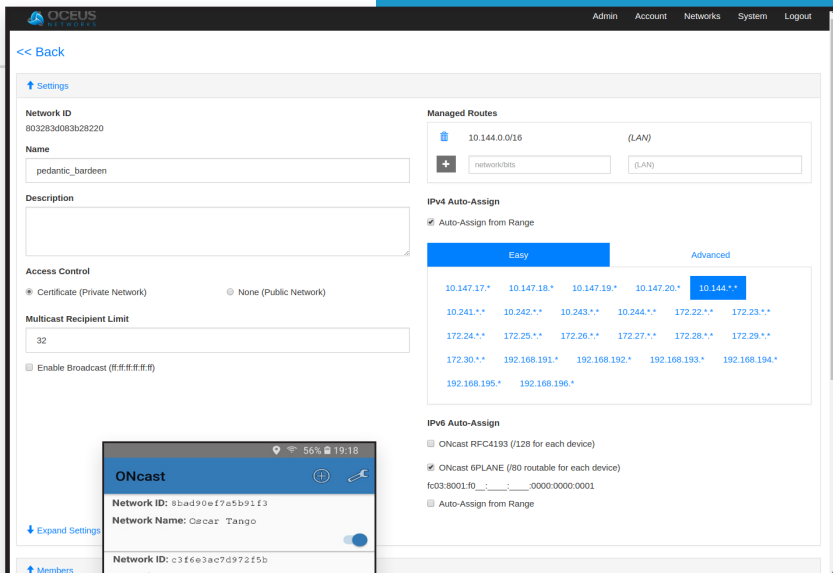 OCEUS
NETWORKS
Admin Account Networks System Logout
<< Back
Settings
Network ID
803283d083b28220
Name
pedantic_bardeen
Description
Access Control
Certificate (Private Network) None (Public Network)
Multicast Recipient Limit
32
Enable Broadcast (ff:ff:ff:ff:ff:ff)
Expand Settings
Managed Routes
10.144.0.0/16 (LAN)
+ network/bits (LAN)
IPv4 Auto-Assign
Auto-Assign from Range
Easy Advanced
10.147.17.* 10.147.18.* 10.147.19.* 10.147.20.* 10.144.*.*
10.241.*.* 10.242.*.* 10.243.*.* 10.244.*.* 172.22.*.* 172.23.*.*
172.24.*.* 172.25.*.* 172.26.*.* 172.27.*.* 172.28.*.* 172.29.*.*
172.30.*.* 192.168.191.* 192.168.192.* 192.168.193.* 192.168.194.*
192.168.195.* 192.168.196.*
IPv6 Auto-Assign
ONcast RFC4193 (/128 for each device)
ONcast 6PLANE (/80 routable for each device)
fc03:8001:f0__:____:____:0000:0000:0001
Auto-Assign from Range
Members
56% 19:18
ONcast
Network ID: 8bad90ef7a5b91f3
Network Name: Oscar Tango
Network ID: c3f6e3ac7d972f5b